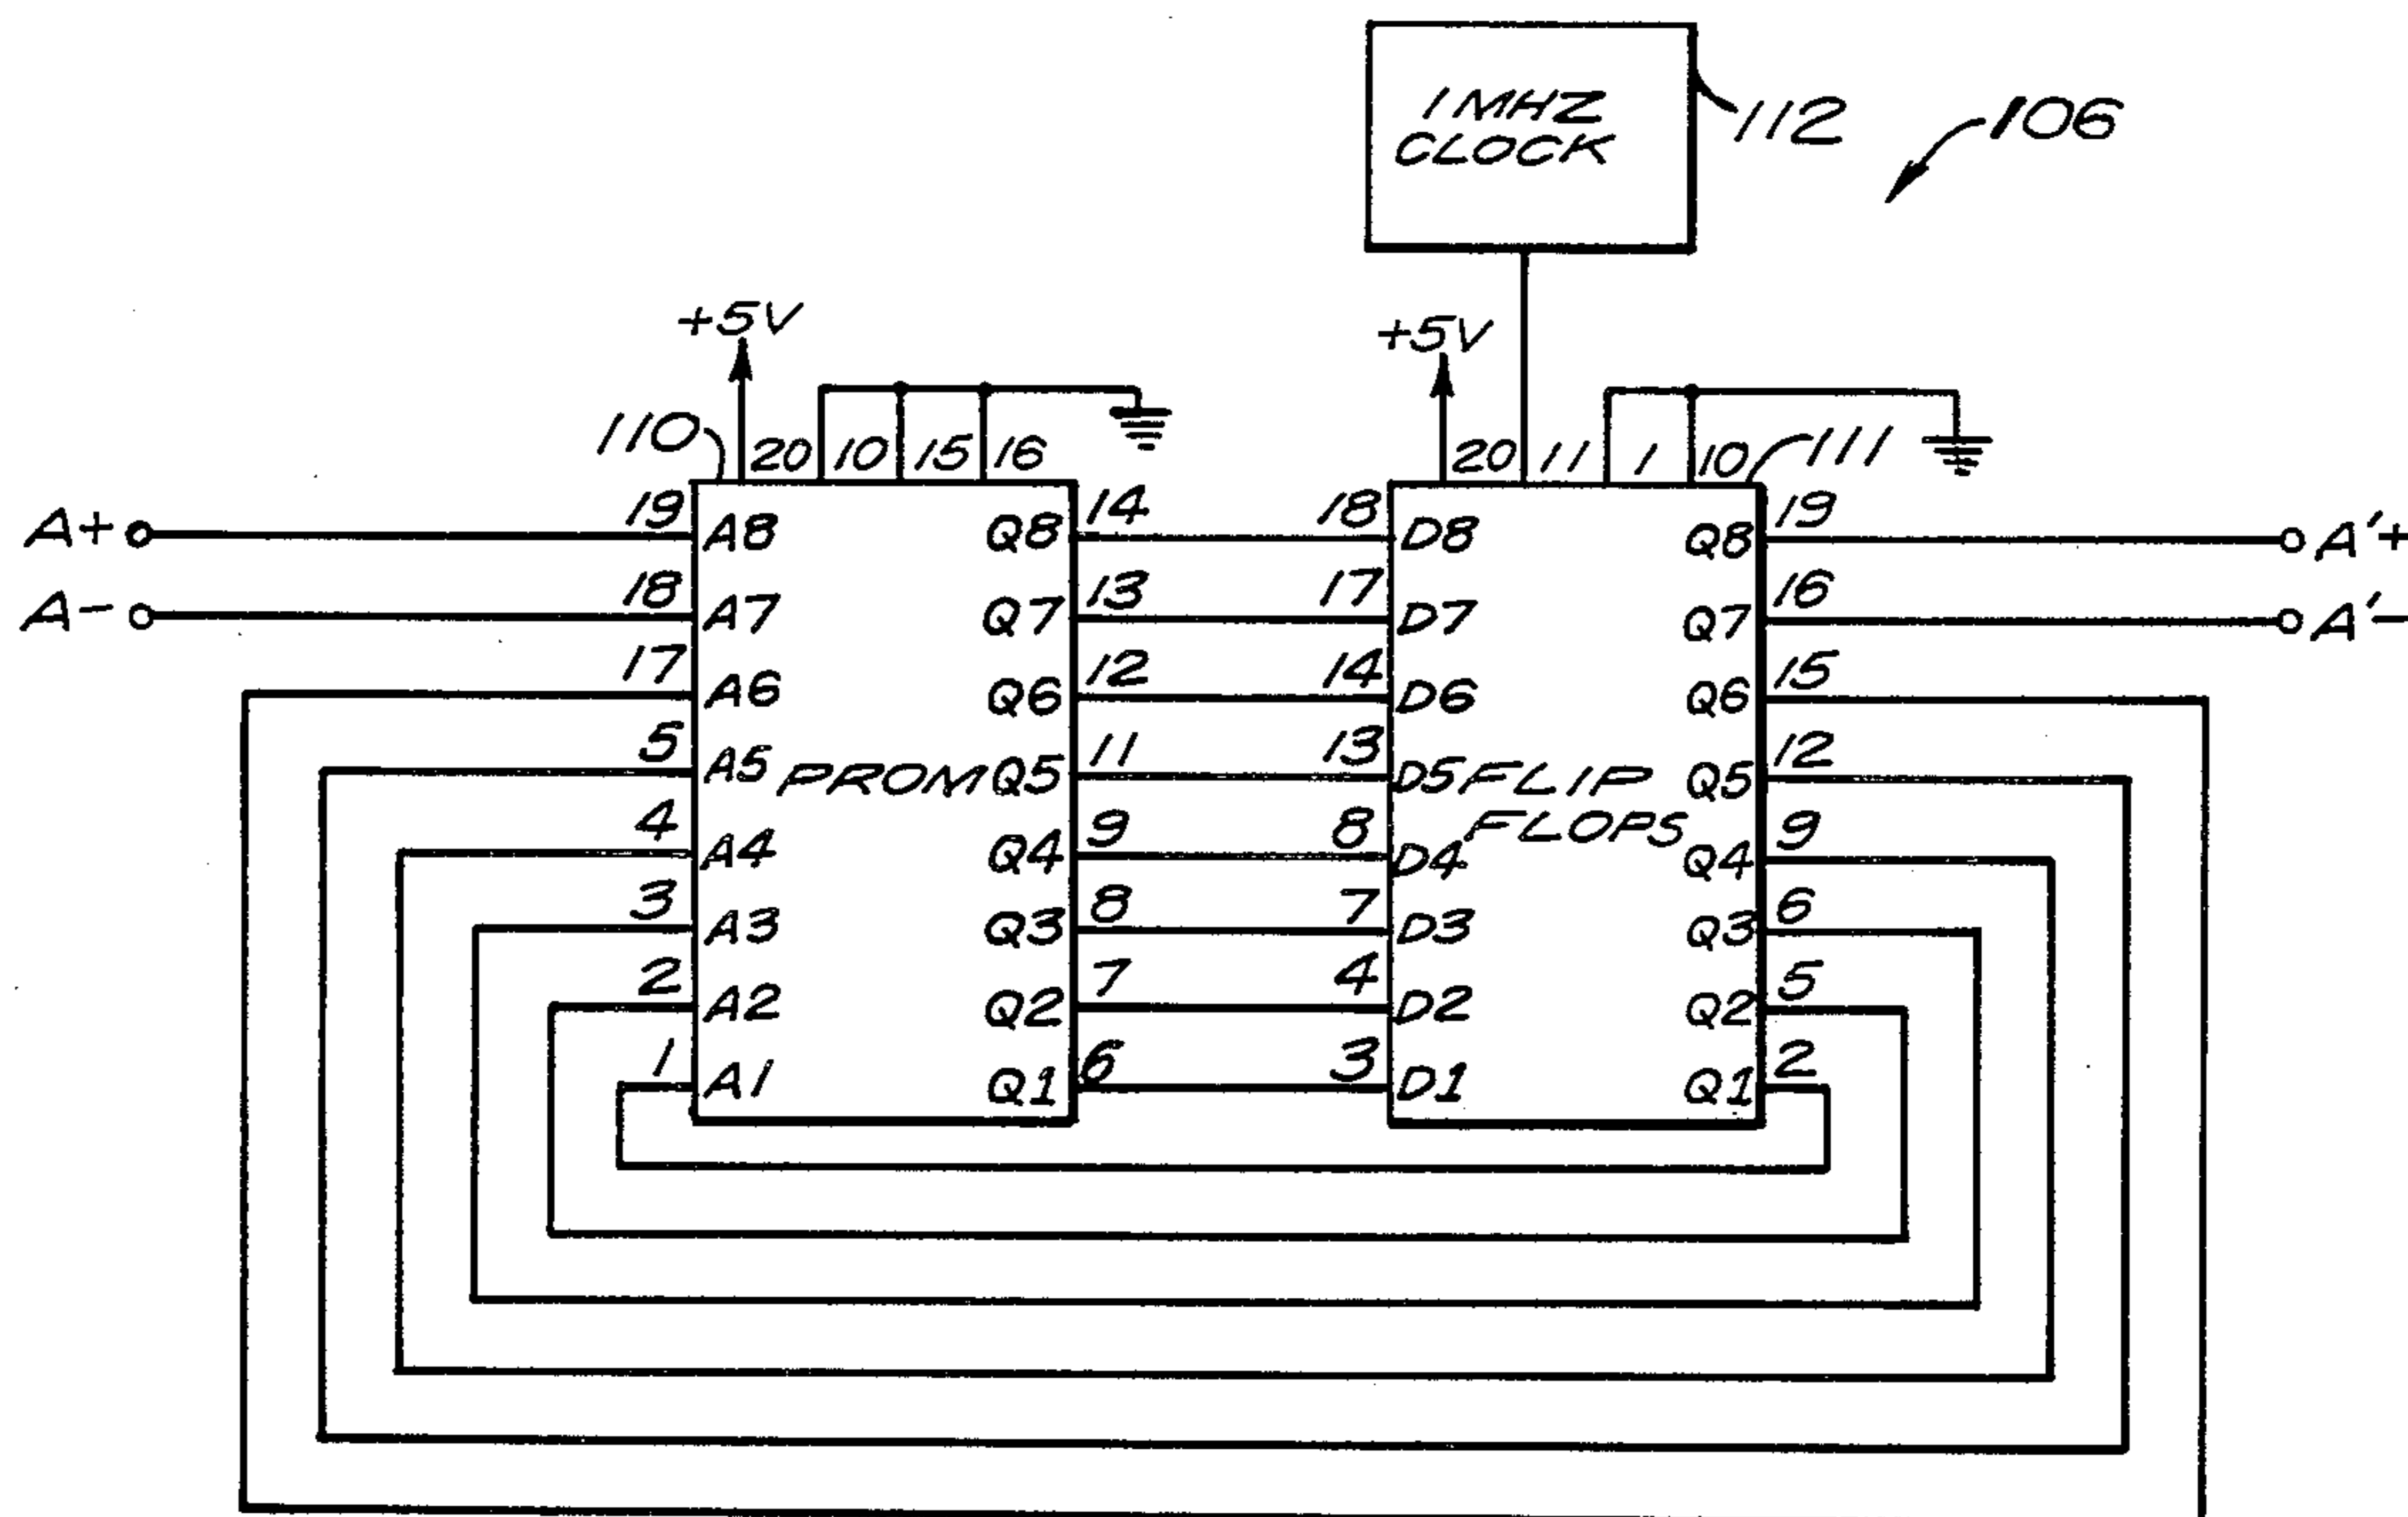 1 MHZ
CLOCK
112
106
+5V
+5V
110
20
10
15
16
20
11
1
10
111
A+
19
A8
Q8
14
18
D8
Q8
19
A'+
A-
18
A7
Q7
13
17
D7
Q7
16
A'-
17
A6
Q6
12
14
D6
Q6
15
5
A5
PROM
Q5
11
13
D5
FLIP
FLOPS
Q5
12
4
A4
Q4
9
8
D4
Q4
9
3
A3
Q3
8
7
D3
Q3
6
2
A2
Q2
7
4
D2
Q2
5
1
A1
Q1
6
3
D1
Q1
2